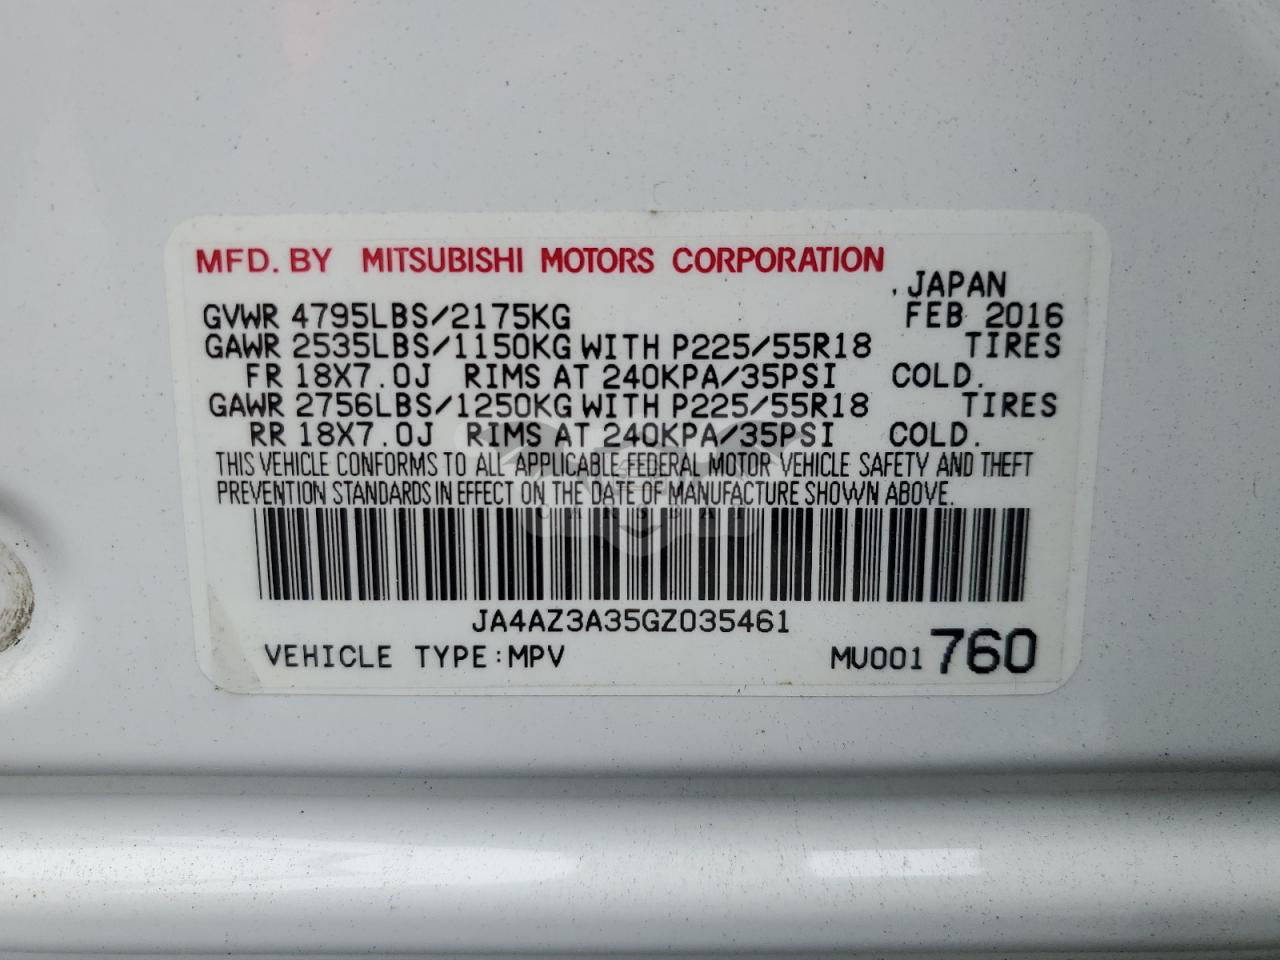 MFD. BY MITSUBISHI MOTORS CORPORATION
. JAPAN
GVWR 4795LBS/2175KG FEB 2016
GAWR 2535LBS/1150KG WITH P225/55R18 TIRES
FR 18X7.0J RIMS AT 240KPA/35PSI COLD.
GAWR 2756LBS/1250KG WITH P225/55R18 TIRES
RR 18X7.0J RIMS AT 240KPA/35PSI COLD.
THIS VEHICLE CONFORMS TO ALL APPLICABLE FEDERAL MOTOR VEHICLE SAFETY AND THEFT
PREVENTION STANDARDS IN EFFECT ON THE DATE OF MANUFACTURE SHOWN ABOVE.
CARSBAT
JA4AZ3A35GZ035461
VEHICLE TYPE:MPV MU001 760